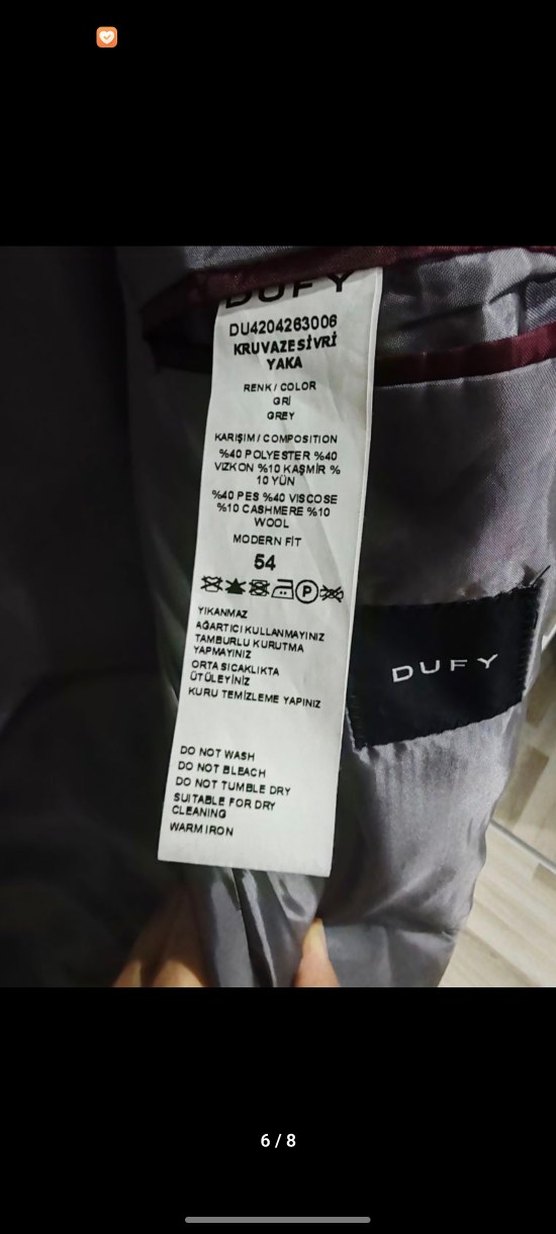 DUFY
DU4204263006
KRUVAZE SİVRİ
YAKA
RENK / COLOR
GRİ
GREY
KARIŞIM / COMPOSITION
%40 POLYESTER %40
VIZKON %10 KAŞMİR %
10 YÜN
%40 PES %40 VISCOSE
%10 CASHMERE %10
WOOL
MODERN FİT
54
P
YIKANMAZ
AĞARTICI KULLANMAYINIZ
TAMBURLU KURUTMA
YAPMAYINIZ
ORTA SICAKLIKTA
ÜTÜLEYİNİZ
KURU TEMİZLEME YAPINIZ
DUFY
DO NOT WASH
DO NOT BLEACH
DO NOT TUMBLE DRY
SUITABLE FOR DRY
CLEANING
WARM IRON
6 / 8